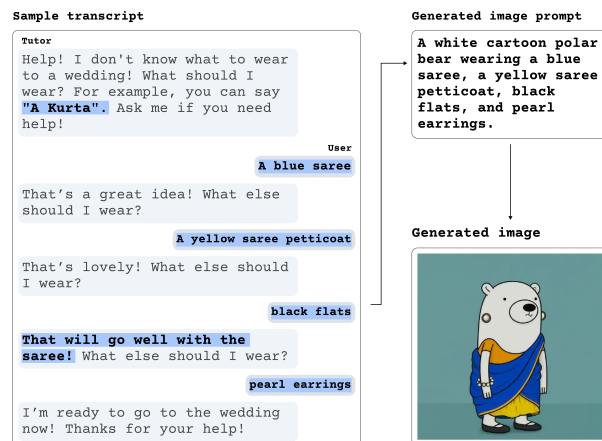 Sample transcript
Tutor
Help! I don't know what to wear
to a wedding! What should I
wear? For example, you can say
"A Kurta". Ask me if you need
help!
User
A blue saree
That's a great idea! What else
should I wear?
A yellow saree petticoat
That's lovely! What else should
I wear?
black flats
That will go well with the
saree! What else should I wear?
pearl earrings
I'm ready to go to the wedding
now! Thanks for your help!
Generated image prompt
A white cartoon polar
bear wearing a blue
saree, a yellow saree
petticoat, black
flats, and pearl
earrings.
Generated image